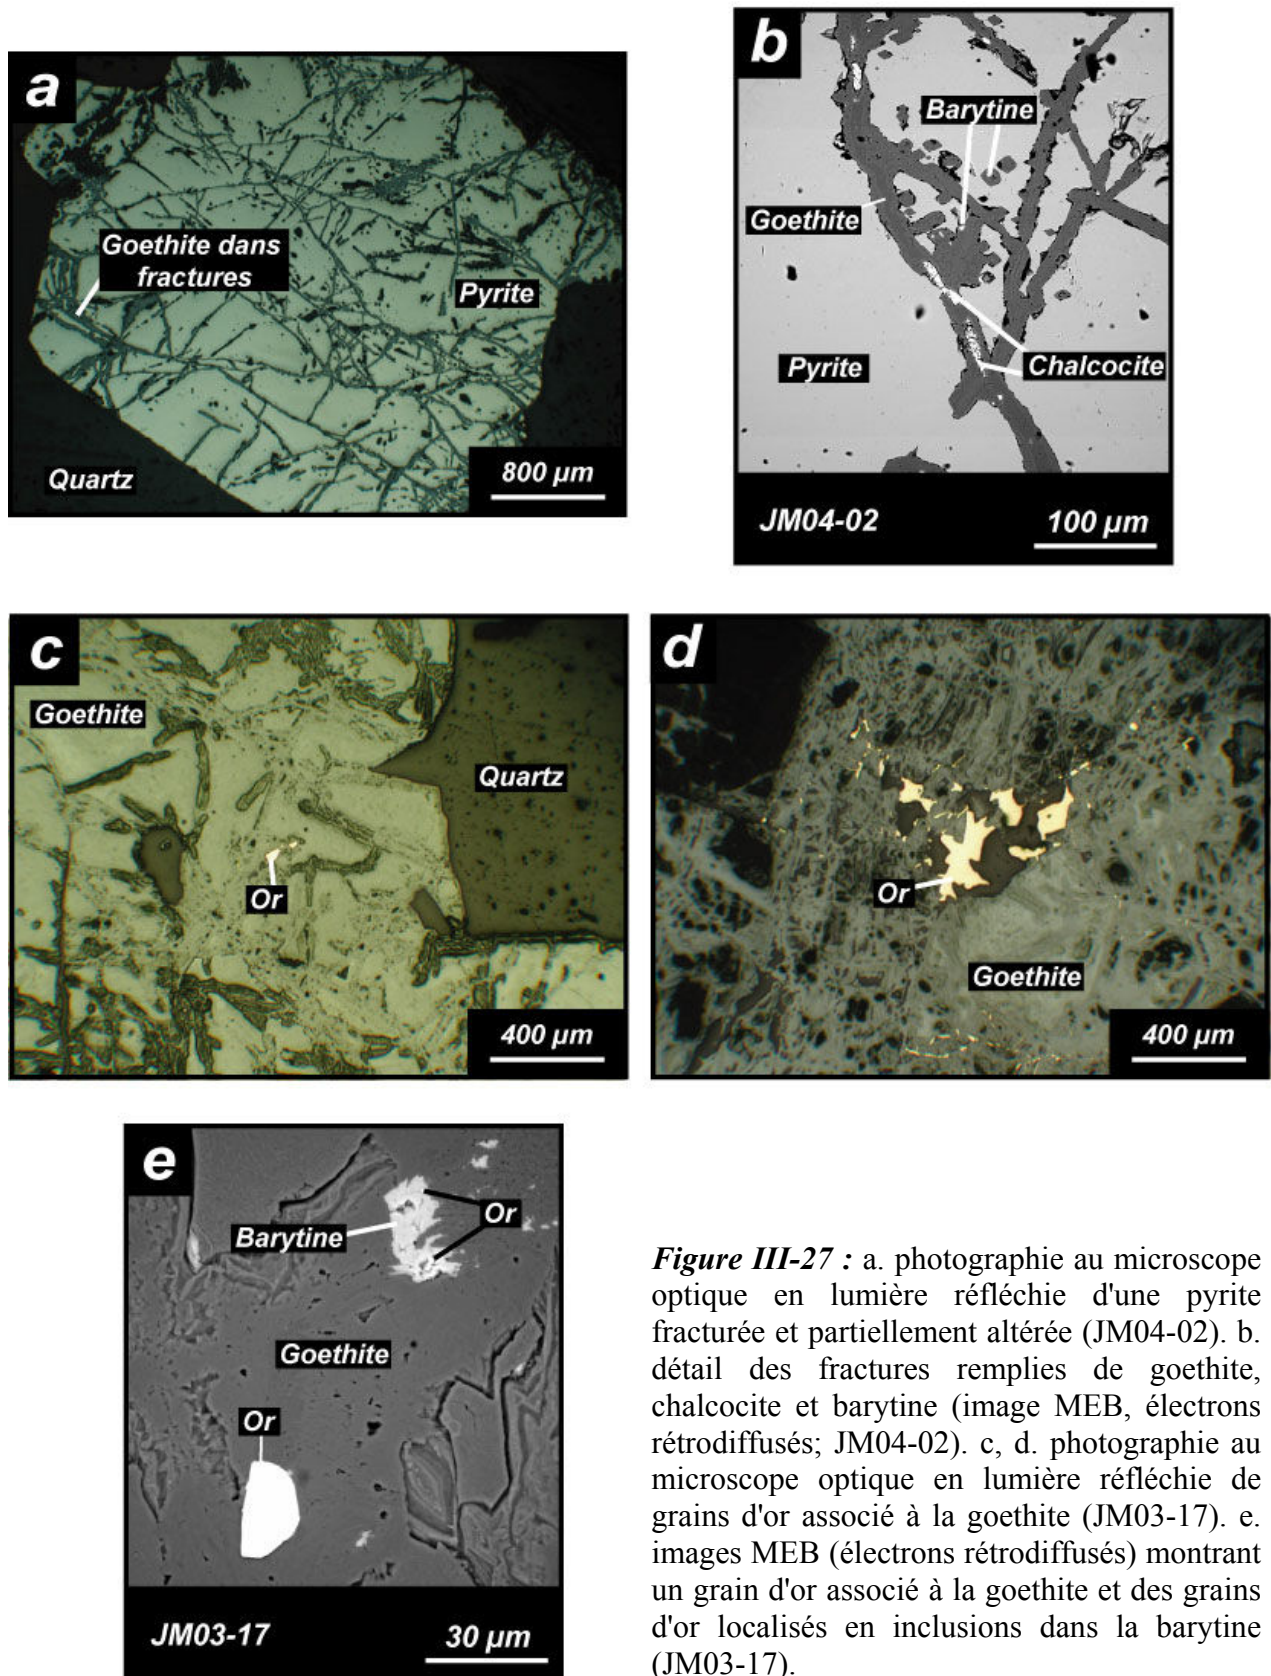 a
Goethite dans
fractures
Pyrite
Quartz
800 µm
b
Barytine
Goethite
Pyrite
Chalcocite
JM04-02
100 µm
c
Goethite
Quartz
Or
400 µm
d
Or
Goethite
400 µm
e
Barytine
Or
Goethite
Or
JM03-17
30 µm
Figure III-27 : a. photographie au microscope
optique en lumière réfléchie d'une pyrite
fracturée et partiellement altérée (JM04-02). b.
détail des fractures remplies de goethite,
chalcocite et barytine (image MEB, électrons
rétrodiffusés; JM04-02). c, d. photographie au
microscope optique en lumière réfléchie de
grains d'or associé à la goethite (JM03-17). e.
images MEB (électrons rétrodiffusés) montrant
un grain d'or associé à la goethite et des grains
d'or localisés en inclusions dans la barytine
(JM03-17).